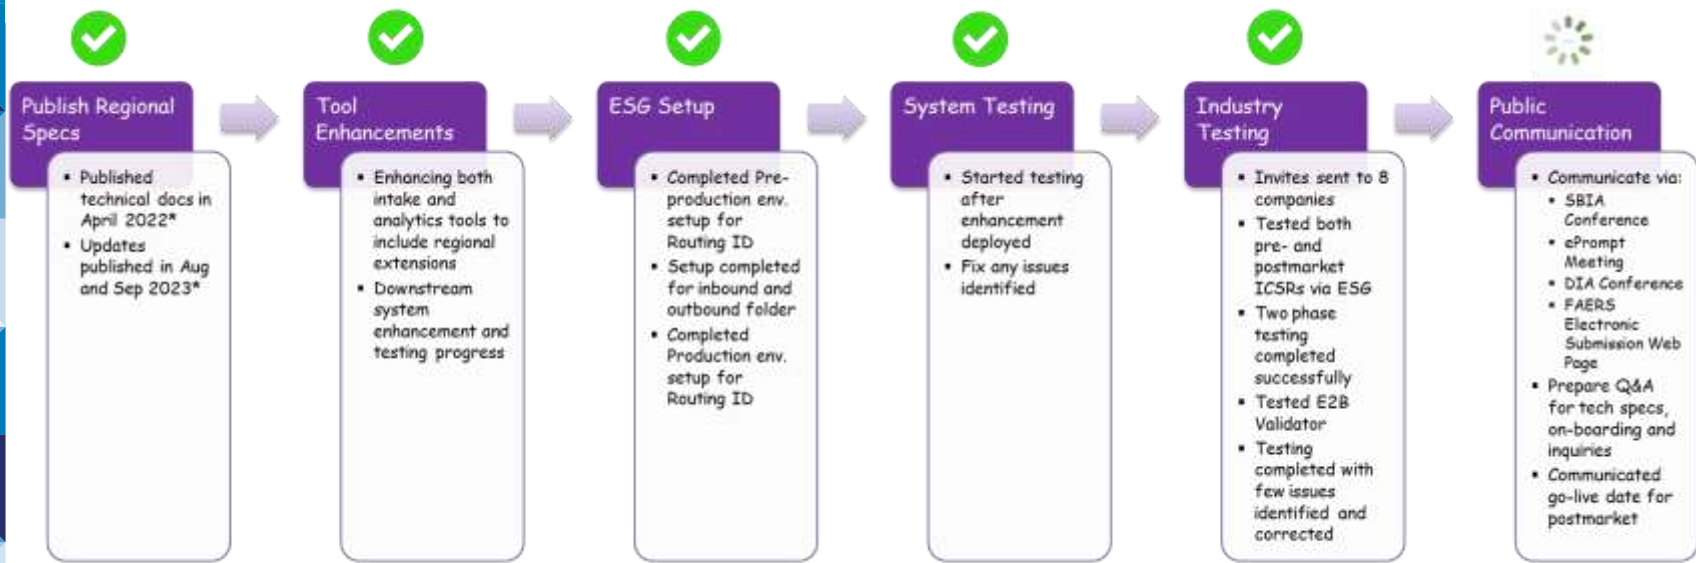 Publish Regional
Specs
▪ Published
technical docs in
April 2022*
▪ Updates
published in Aug
and Sep 2023*
Tool
Enhancements
▪ Enhancing both
intake and
analytics tools to
include regional
extensions
▪ Downstream
system
enhancement and
testing progress
ESG Setup
▪ Completed Pre-
production env.
setup for
Routing ID
▪ Setup completed
for inbound and
outbound folder
▪ Completed
Production env.
setup for
Routing ID
System Testing
▪ Started testing
after
enhancement
deployed
▪ Fix any issues
identified
Industry
Testing
▪ Invites sent to 8
companies
▪ Tested both
pre- and
postmarket
ICSRs via ESG
▪ Two phase
testing
completed
successfully
▪ Tested E2B
Validator
▪ Testing
completed with
few issues
identified and
corrected
Public
Communication
▪ Communicate via:
▪ SBIA
Conference
▪ ePrompt
Meeting
▪ DIA Conference
▪ FAERS
Electronic
Submission Web
Page
▪ Prepare Q&A
for tech specs,
on-boarding and
inquiries
▪ Communicated
go-live date for
postmarket